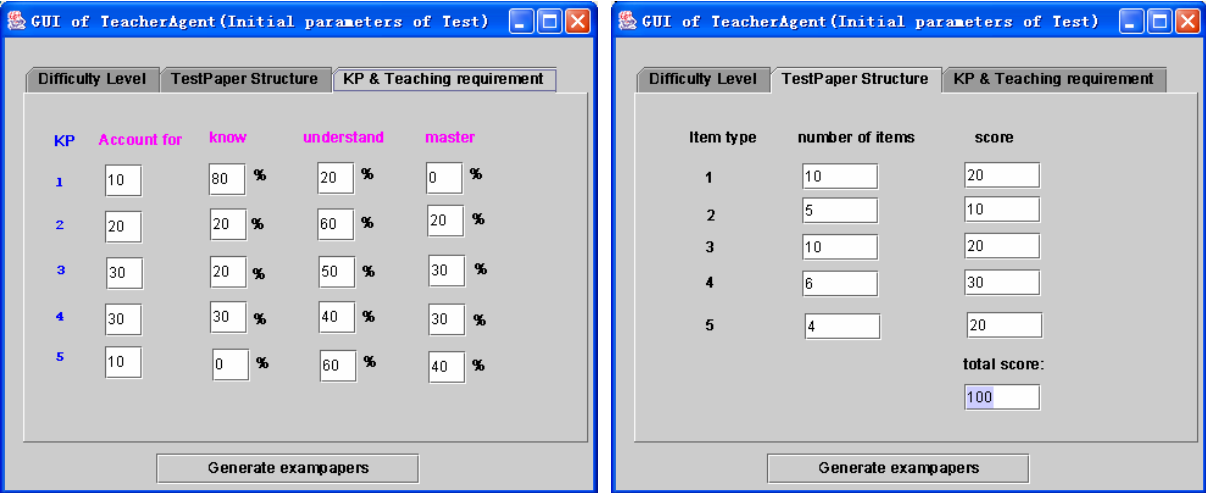 GUI of TeacherAgent(Initial parameters of Test)
Difficulty Level TestPaper Structure KP & Teaching requirement
KP Account for know understand master
1 10 80 % 20 % 0 %
2 20 20 % 60 % 20 %
3 30 20 % 50 % 30 %
4 30 30 % 40 % 30 %
5 10 0 % 60 % 40 %
Generate exampapers
GUI of TeacherAgent(Initial parameters of Test)
Difficulty Level TestPaper Structure KP & Teaching requirement
Item type number of items score
1 10 20
2 5 10
3 10 20
4 6 30
5 4 20
total score:
100
Generate exampapers